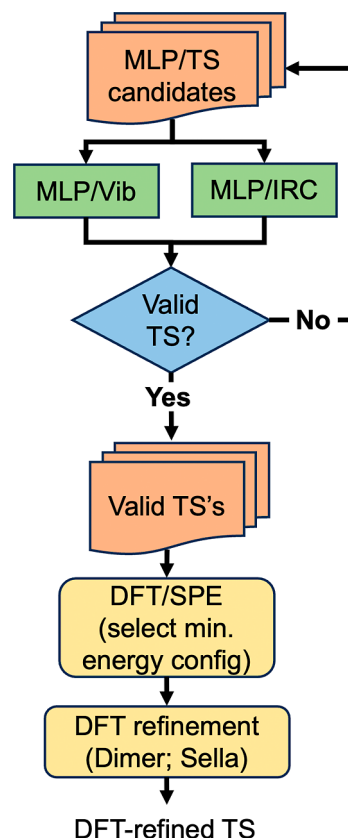 MLP/TS
candidates
MLP/Vib
MLP/IRC
Valid
TS?
No
Yes
Valid TS's
DFT/SPE
(select min.
energy config)
DFT refinement
(Dimer; Sella)
DFT-refined TS